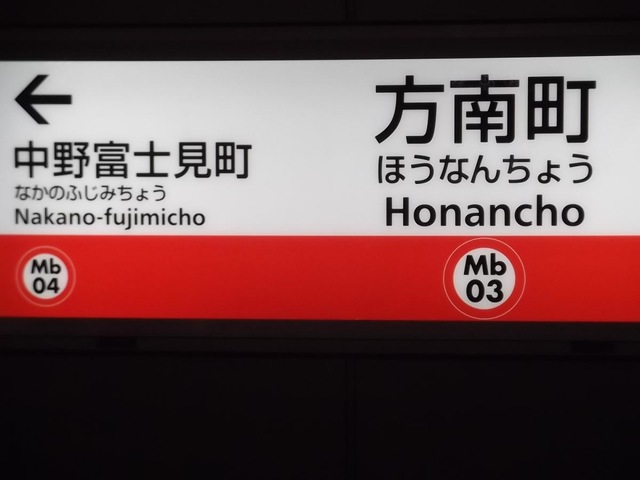 ←
中野富士見町
なかのふじみちょう
Nakano-fujimicho
Mb
04
方南町
ほうなんちょう
Honancho
Mb
03